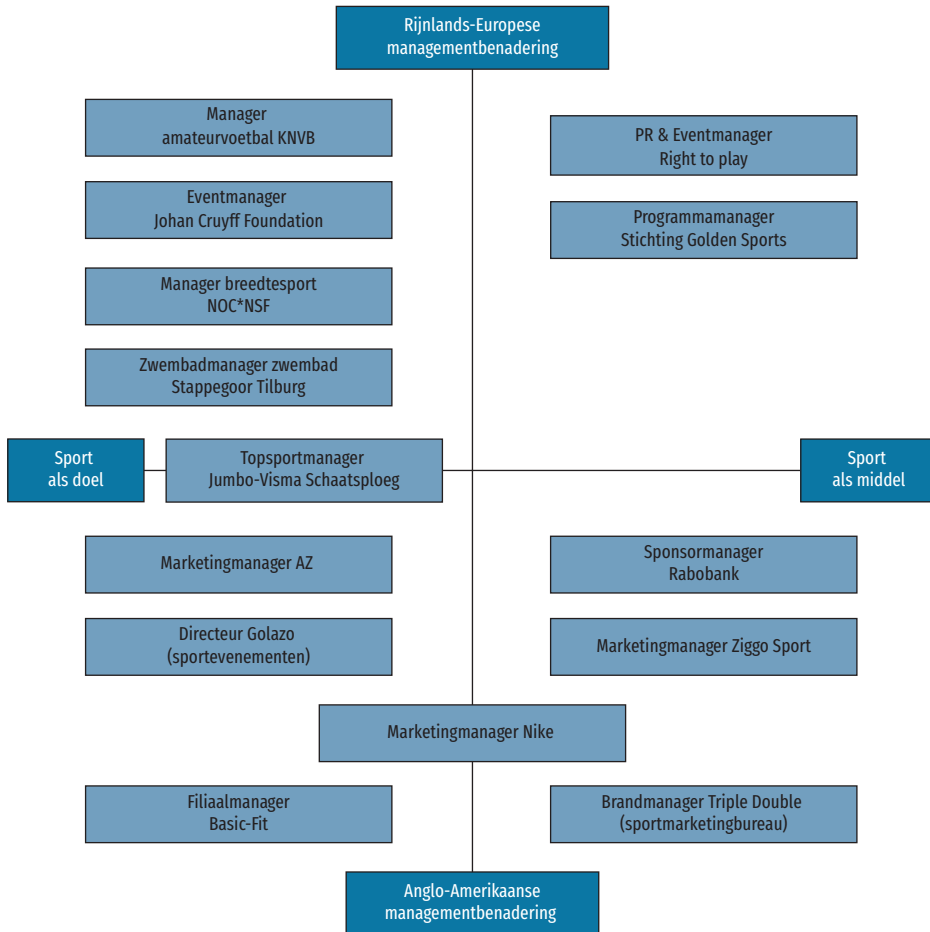 Rijnlands-Europese
managementbenadering
Manager
amateurvoetbal KNVB
PR & Eventmanager
Right to play
Eventmanager
Johan Cruyff Foundation
Programmamanager
Stichting Golden Sports
Manager breedtesport
NOC*NSF
Zwembadmanager zwembad
Stappegoor Tilburg
Sport
als doel
Topsportmanager
Jumbo-Visma Schaatsploeg
Sport
als middel
Marketingmanager AZ
Sponsormanager
Rabobank
Directeur Golazo
(sportevenementen)
Marketingmanager Ziggo Sport
Marketingmanager Nike
Filiaalmanager
Basic-Fit
Brandmanager Triple Double
(sportmarketingbureau)
Anglo-Amerikaanse
managementbenadering